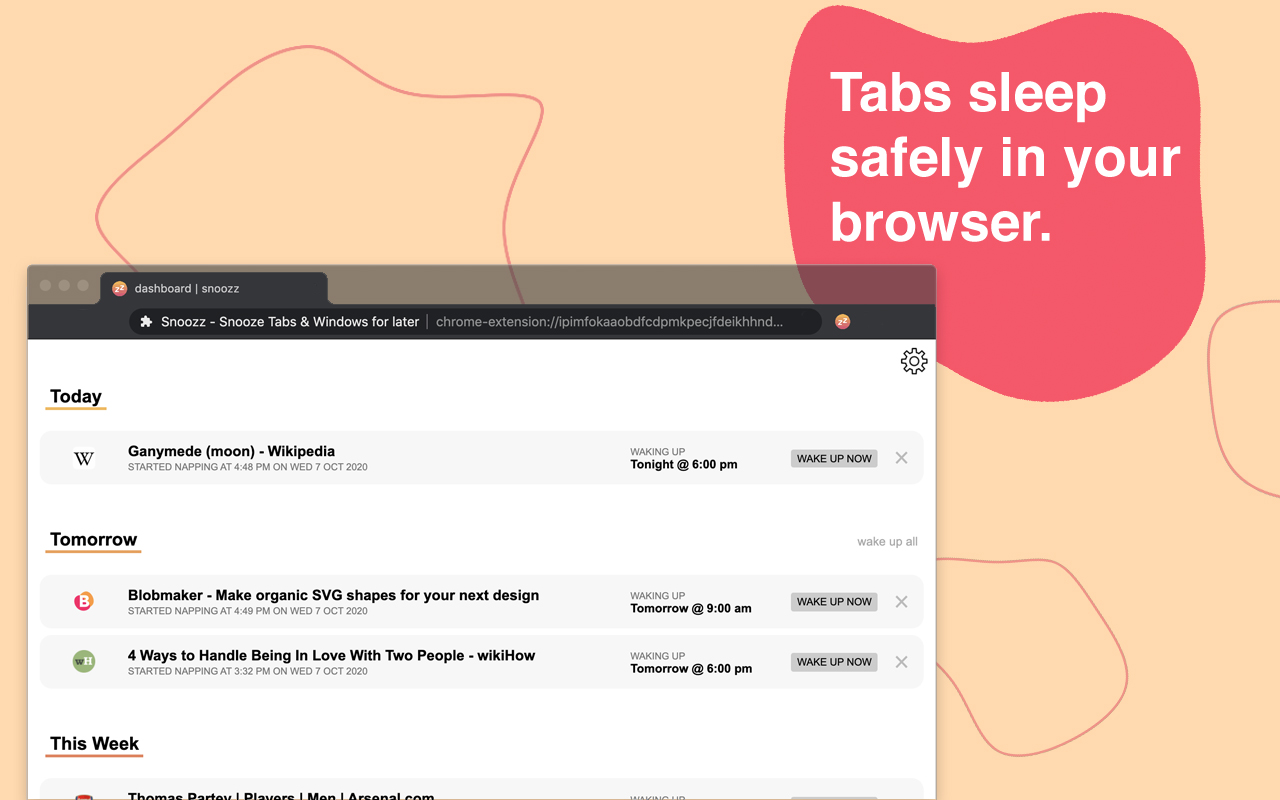 Tabs sleep
safely in your
browser.
dashboard | snoozz
Snoozz - Snooze Tabs & Windows for later | chrome-extension://ipimfokaaobdfcdpmkpecjfdeikhhnd...
Today
W
Ganymede (moon) - Wikipedia
STARTED NAPPING AT 4:48 PM ON WED 7 OCT 2020
WAKING UP
Tonight @ 6:00 pm
WAKE UP NOW
Tomorrow
wake up all
B
Blobmaker - Make organic SVG shapes for your next design
STARTED NAPPING AT 4:49 PM ON WED 7 OCT 2020
WAKING UP
Tomorrow @ 9:00 am
WAKE UP NOW
wH
4 Ways to Handle Being In Love With Two People - wikiHow
STARTED NAPPING AT 3:32 PM ON WED 7 OCT 2020
WAKING UP
Tomorrow @ 6:00 pm
WAKE UP NOW
This Week
Thomas Partey | Players | Men | Arsenal.com
WAKING UP